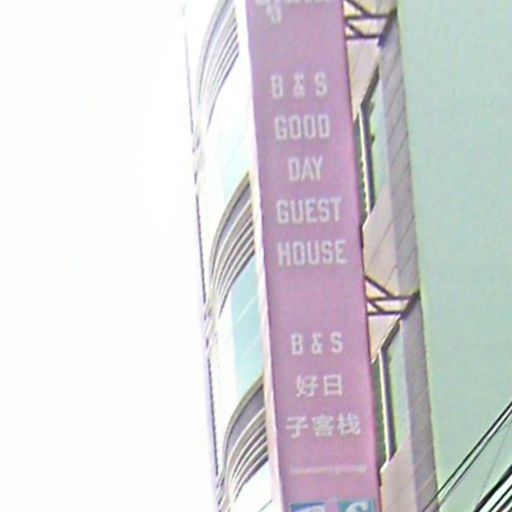 B & S
GOOD
DAY
GUEST
HOUSE
B & S
好日
子客栈